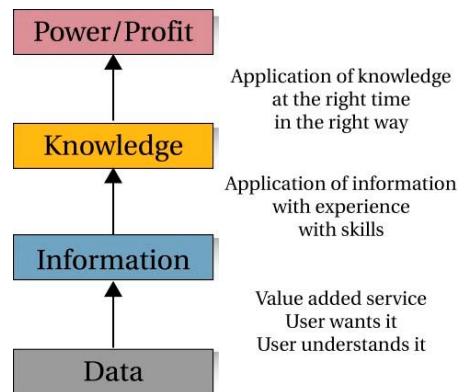 Power/Profit
Application of knowledge
at the right time
in the right way
Knowledge
Application of information
with experience
with skills
Information
Value added service
User wants it
User understands it
Data